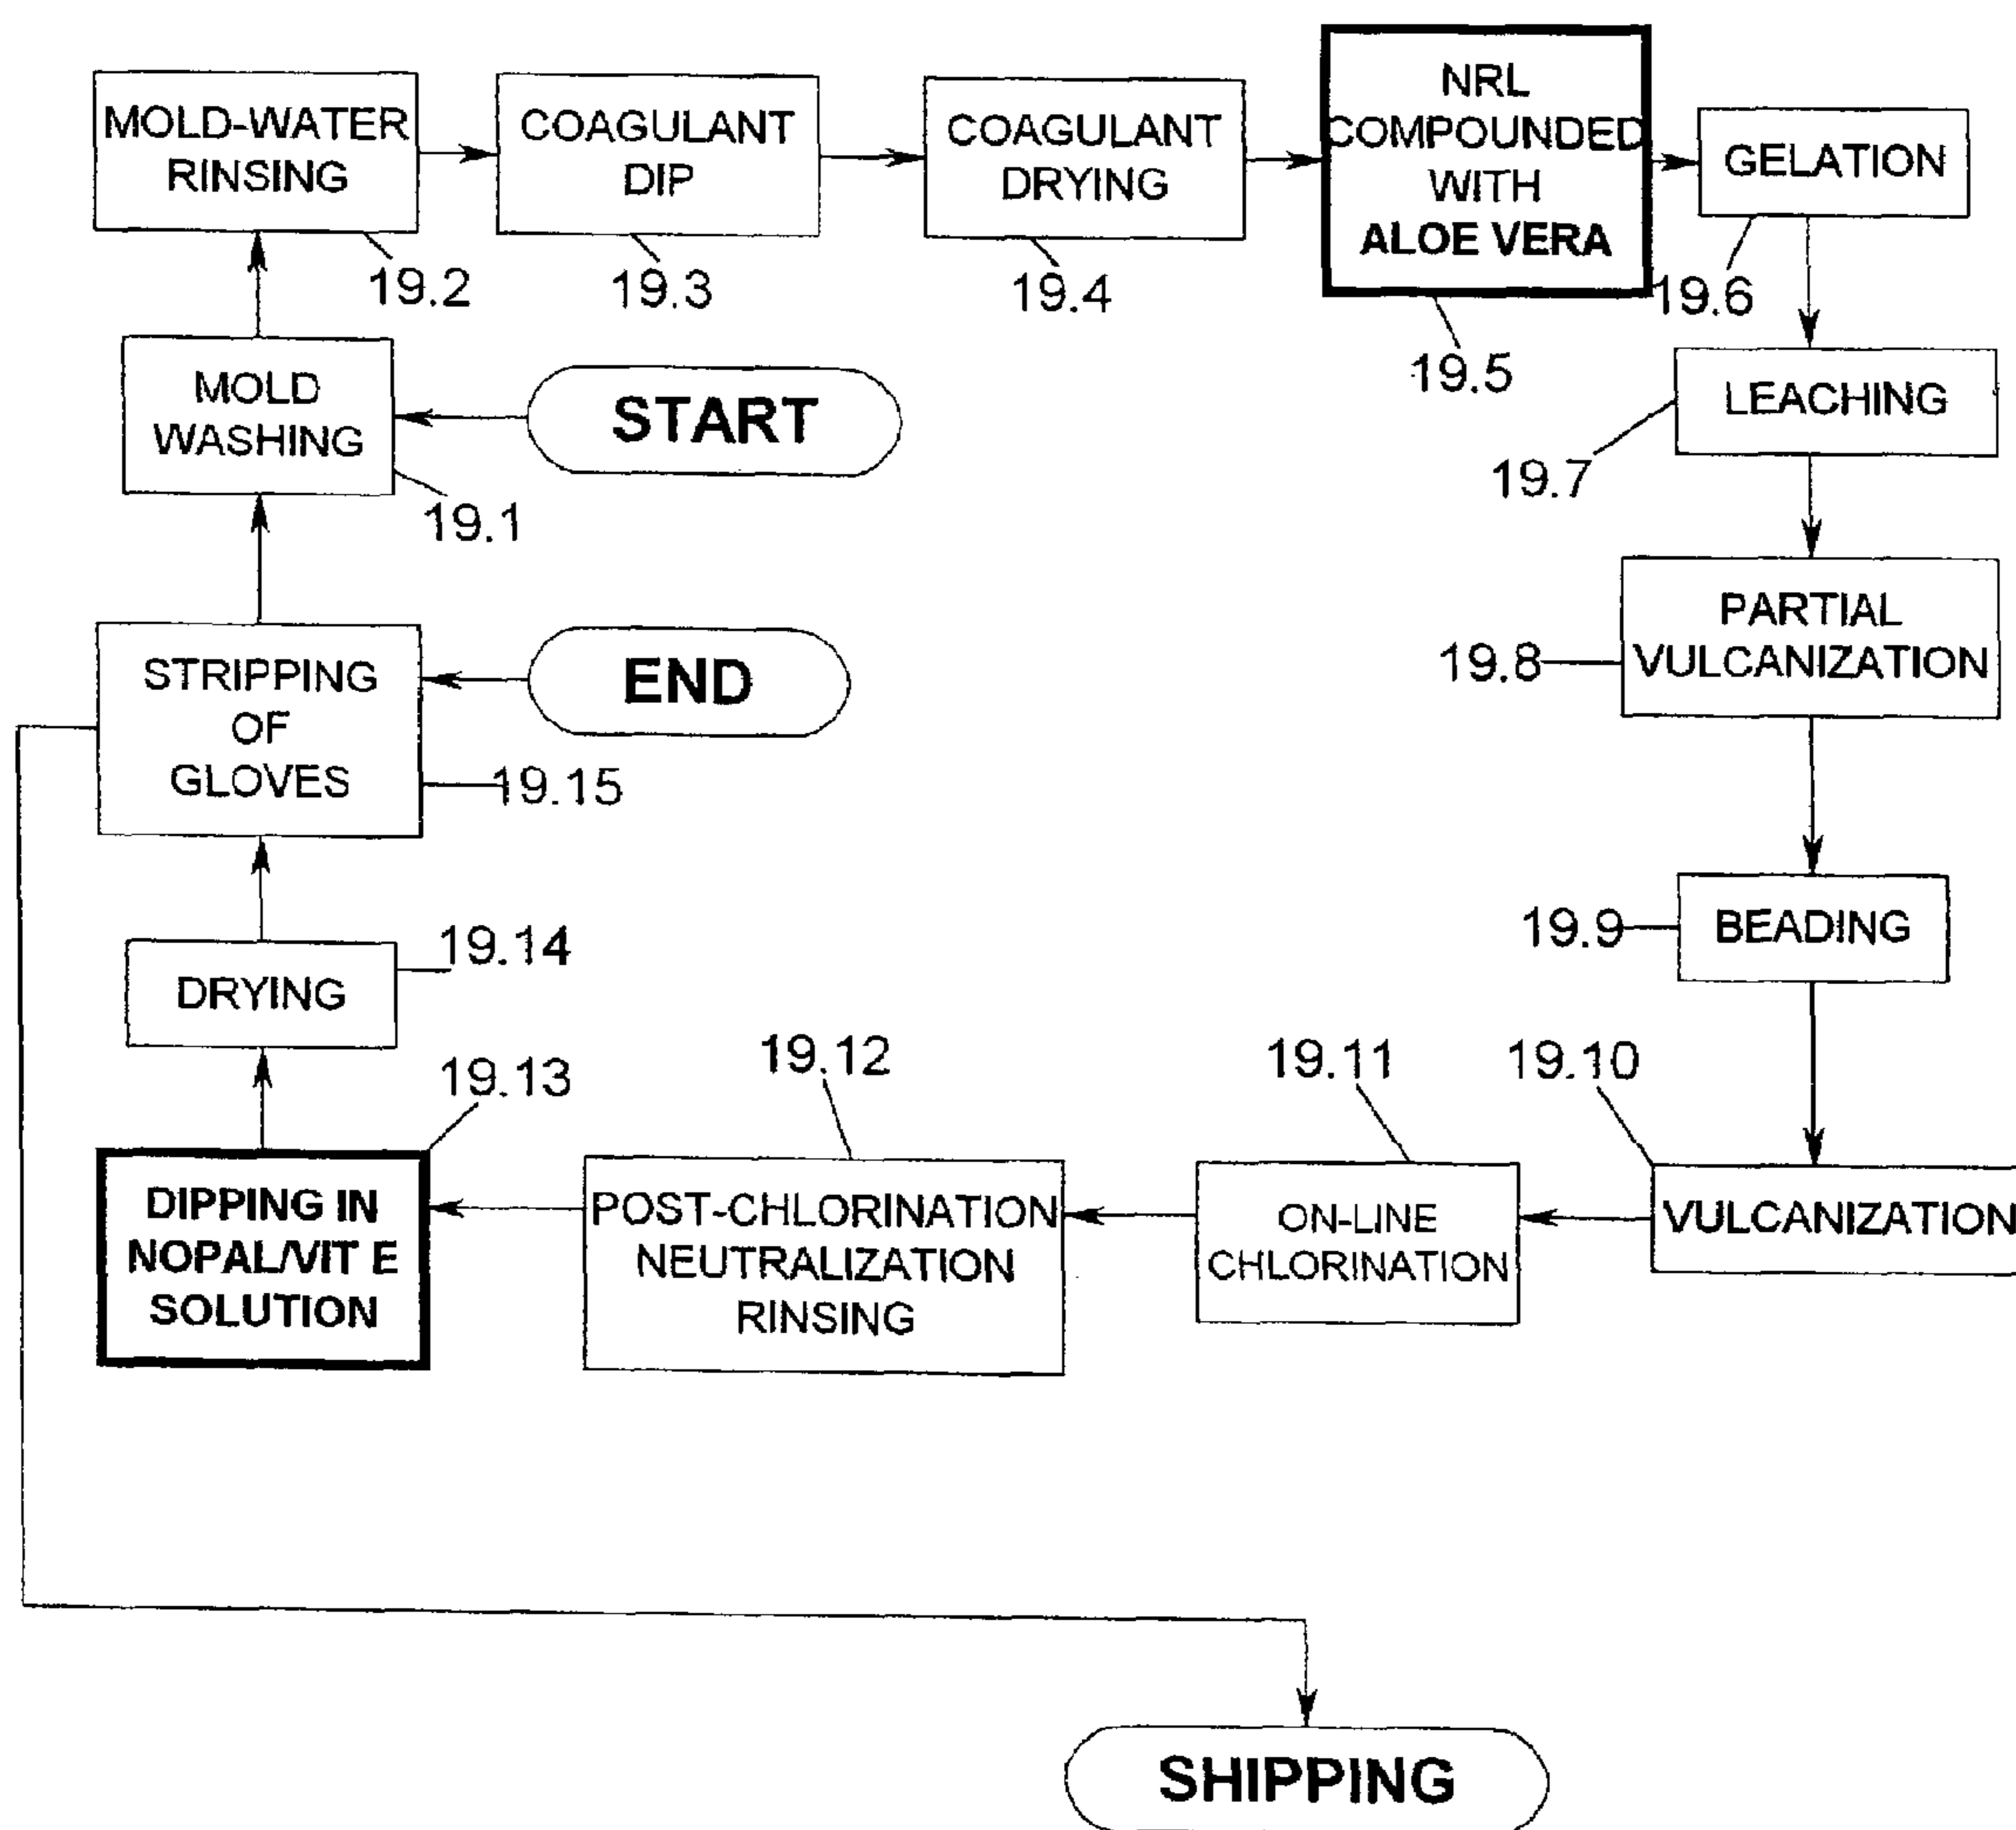 MOLD-WATER
RINSING
19.2
COAGULANT
DIP
19.3
COAGULANT
DRYING
19.4
NRL
COMPOUNDED
WITH
ALOE VERA
19.5
GELATION
19.6
MOLD
WASHING
19.1
START
LEACHING
19.7
PARTIAL
VULCANIZATION
19.8
STRIPPING
OF
GLOVES
19.15
END
BEADING
19.9
DRYING
19.14
19.13
DIPPING IN
NOPAL/VIT E
SOLUTION
19.12
POST-CHLORINATION
NEUTRALIZATION
RINSING
19.11
ON-LINE
CHLORINATION
19.10
VULCANIZATION
SHIPPING